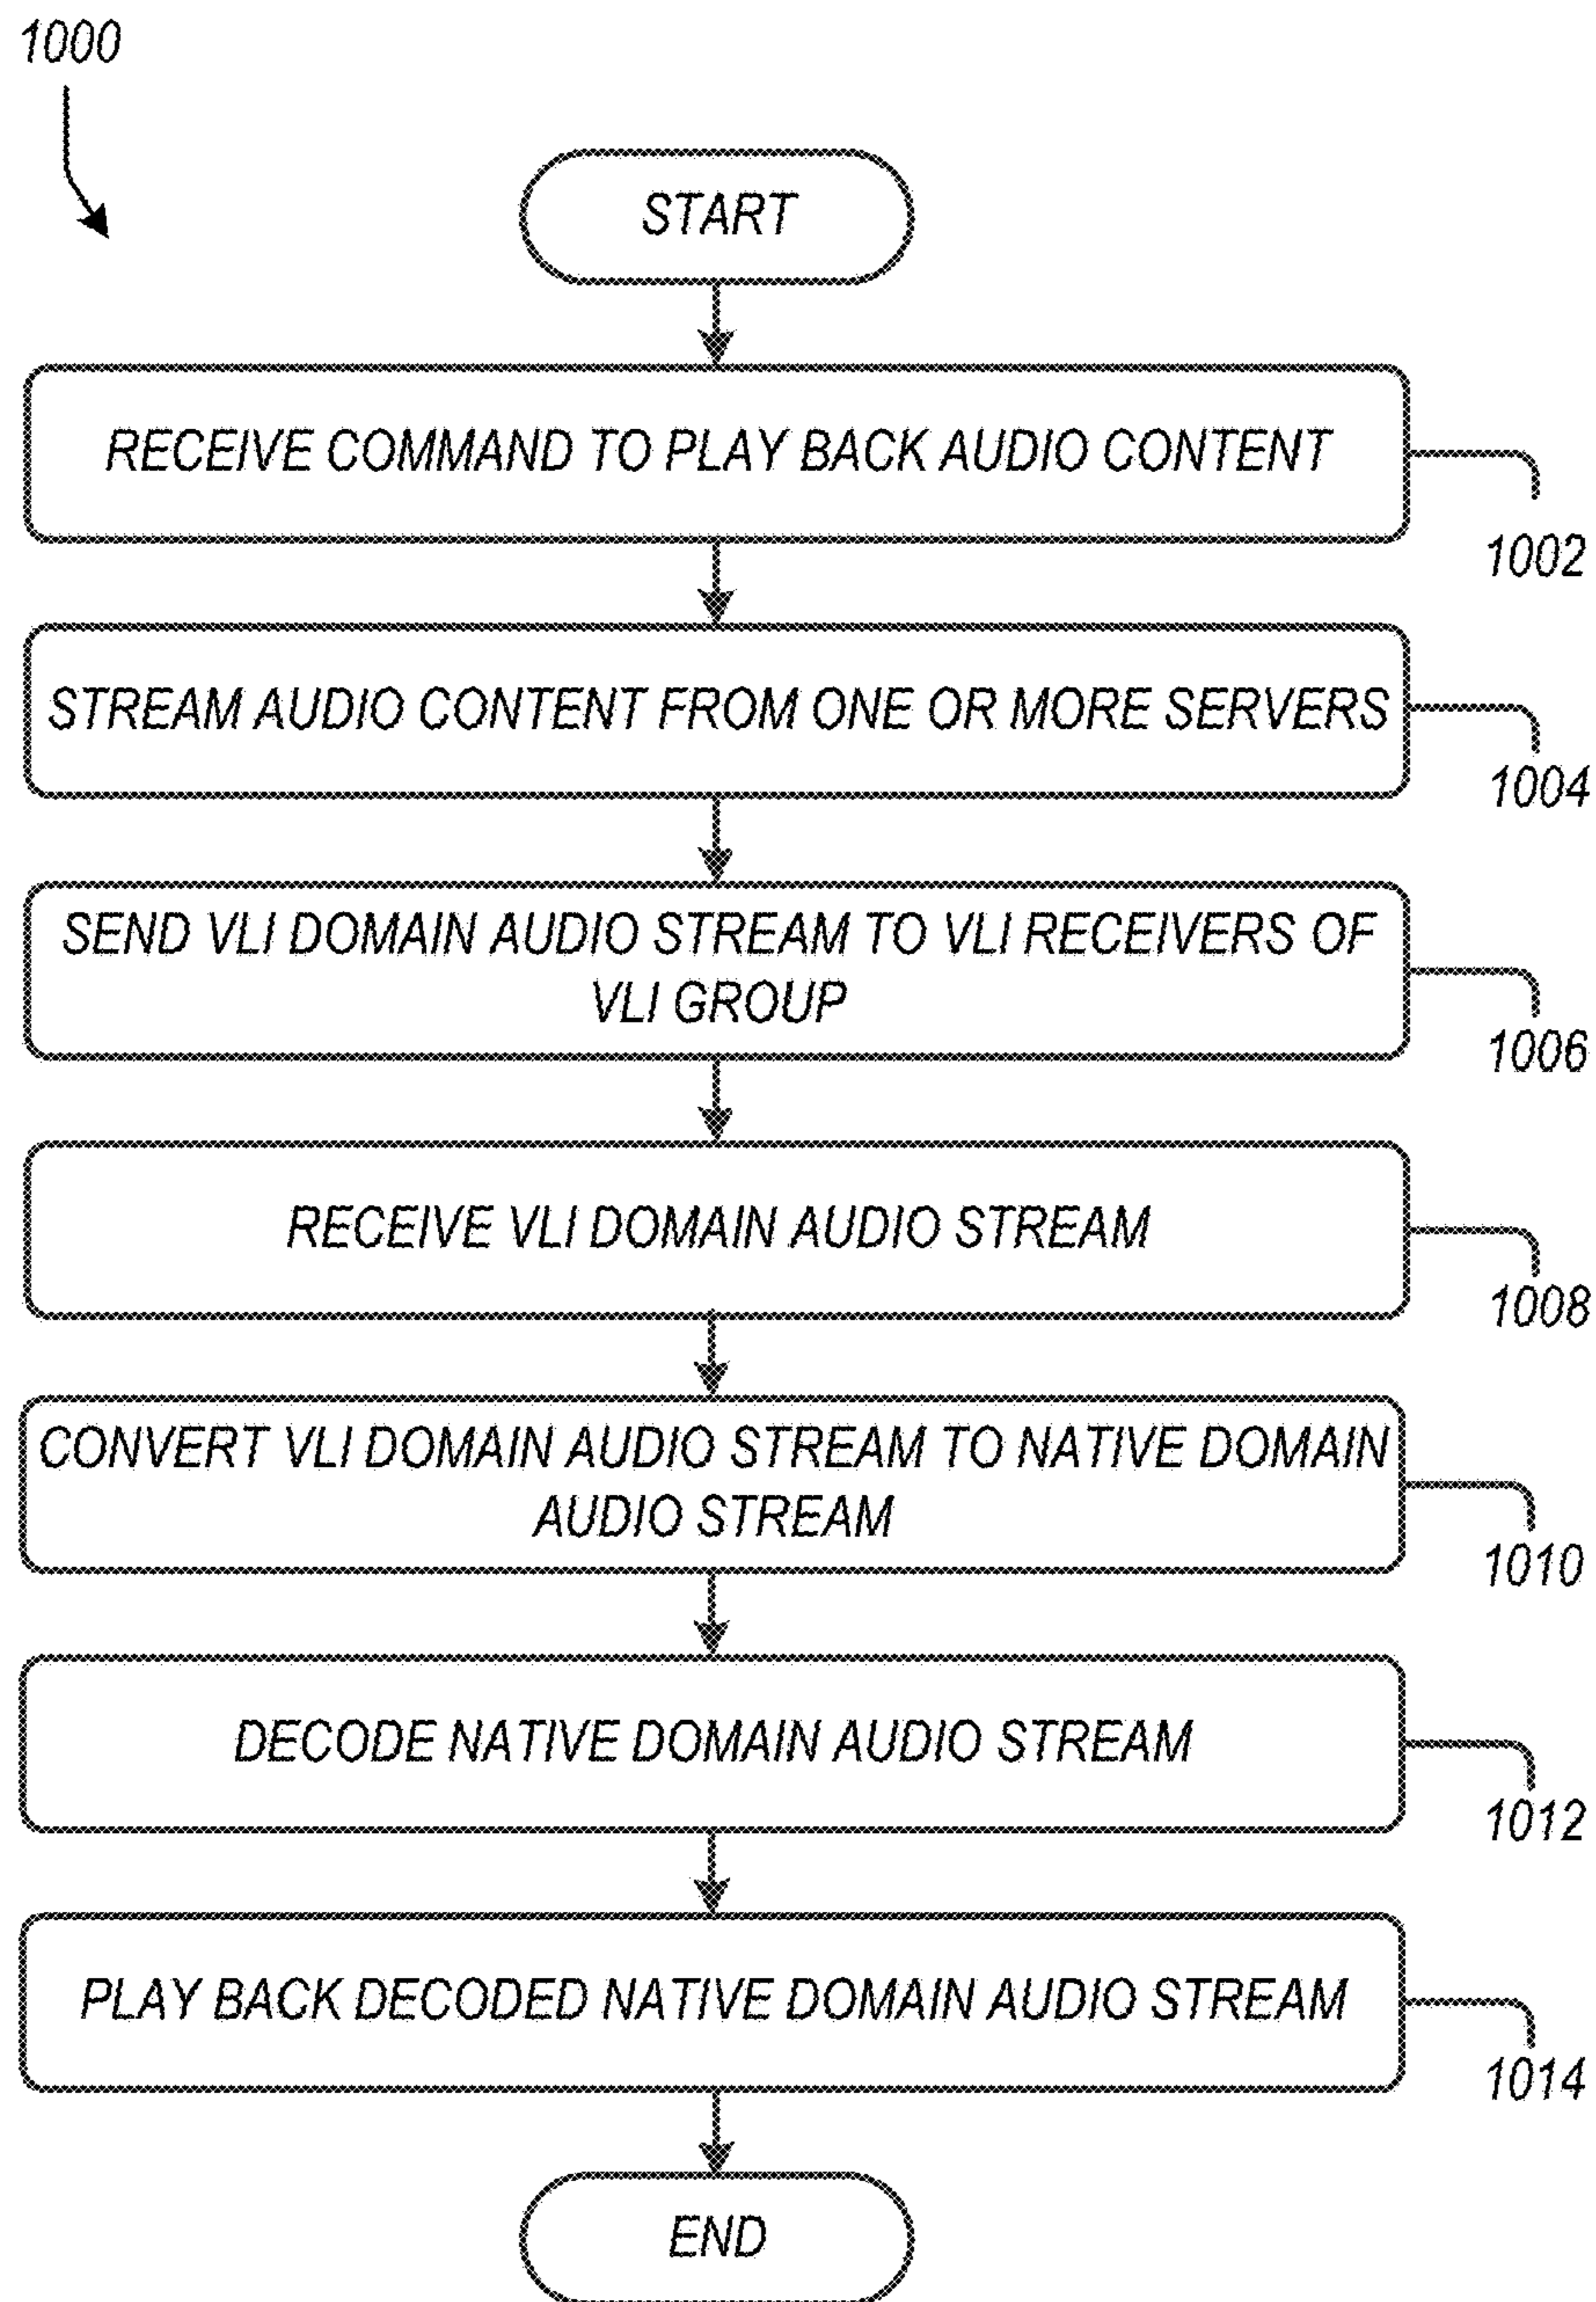 1000
START
RECEIVE COMMAND TO PLAY BACK AUDIO CONTENT
1002
STREAM AUDIO CONTENT FROM ONE OR MORE SERVERS
1004
SEND VLI DOMAIN AUDIO STREAM TO VLI RECEIVERS OF
VLI GROUP
1006
RECEIVE VLI DOMAIN AUDIO STREAM
1008
CONVERT VLI DOMAIN AUDIO STREAM TO NATIVE DOMAIN
AUDIO STREAM
1010
DECODE NATIVE DOMAIN AUDIO STREAM
1012
PLAY BACK DECODED NATIVE DOMAIN AUDIO STREAM
1014
END